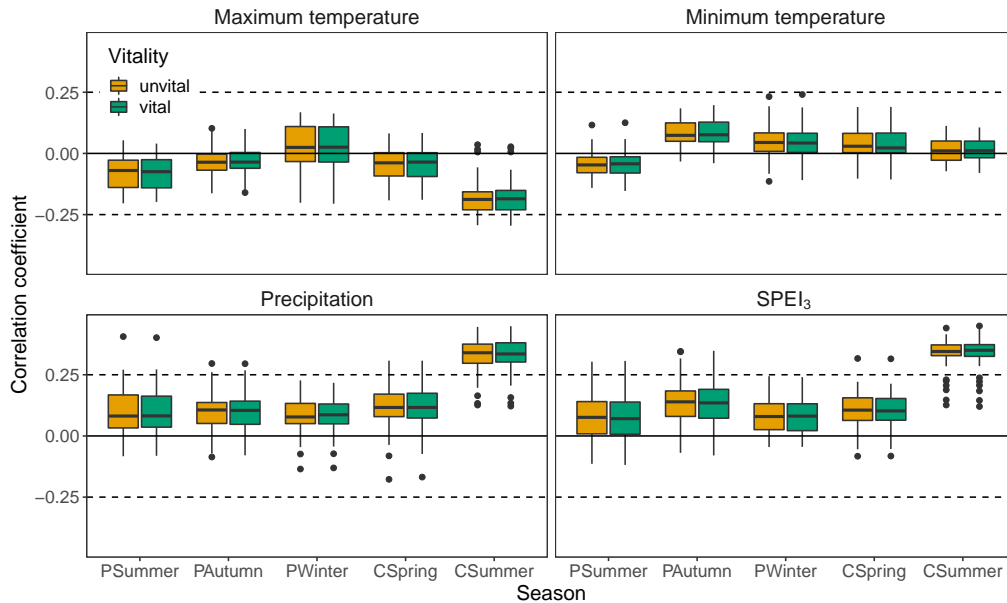 Maximum temperature
Minimum temperature
Vitality
unvital
vital
0.25
0.00
−0.25
Correlation coefficient
Precipitation
SPEI₃
0.25
0.00
−0.25
PSummer PAutumn PWinter CSpring CSummer
PSummer PAutumn PWinter CSpring CSummer
Season